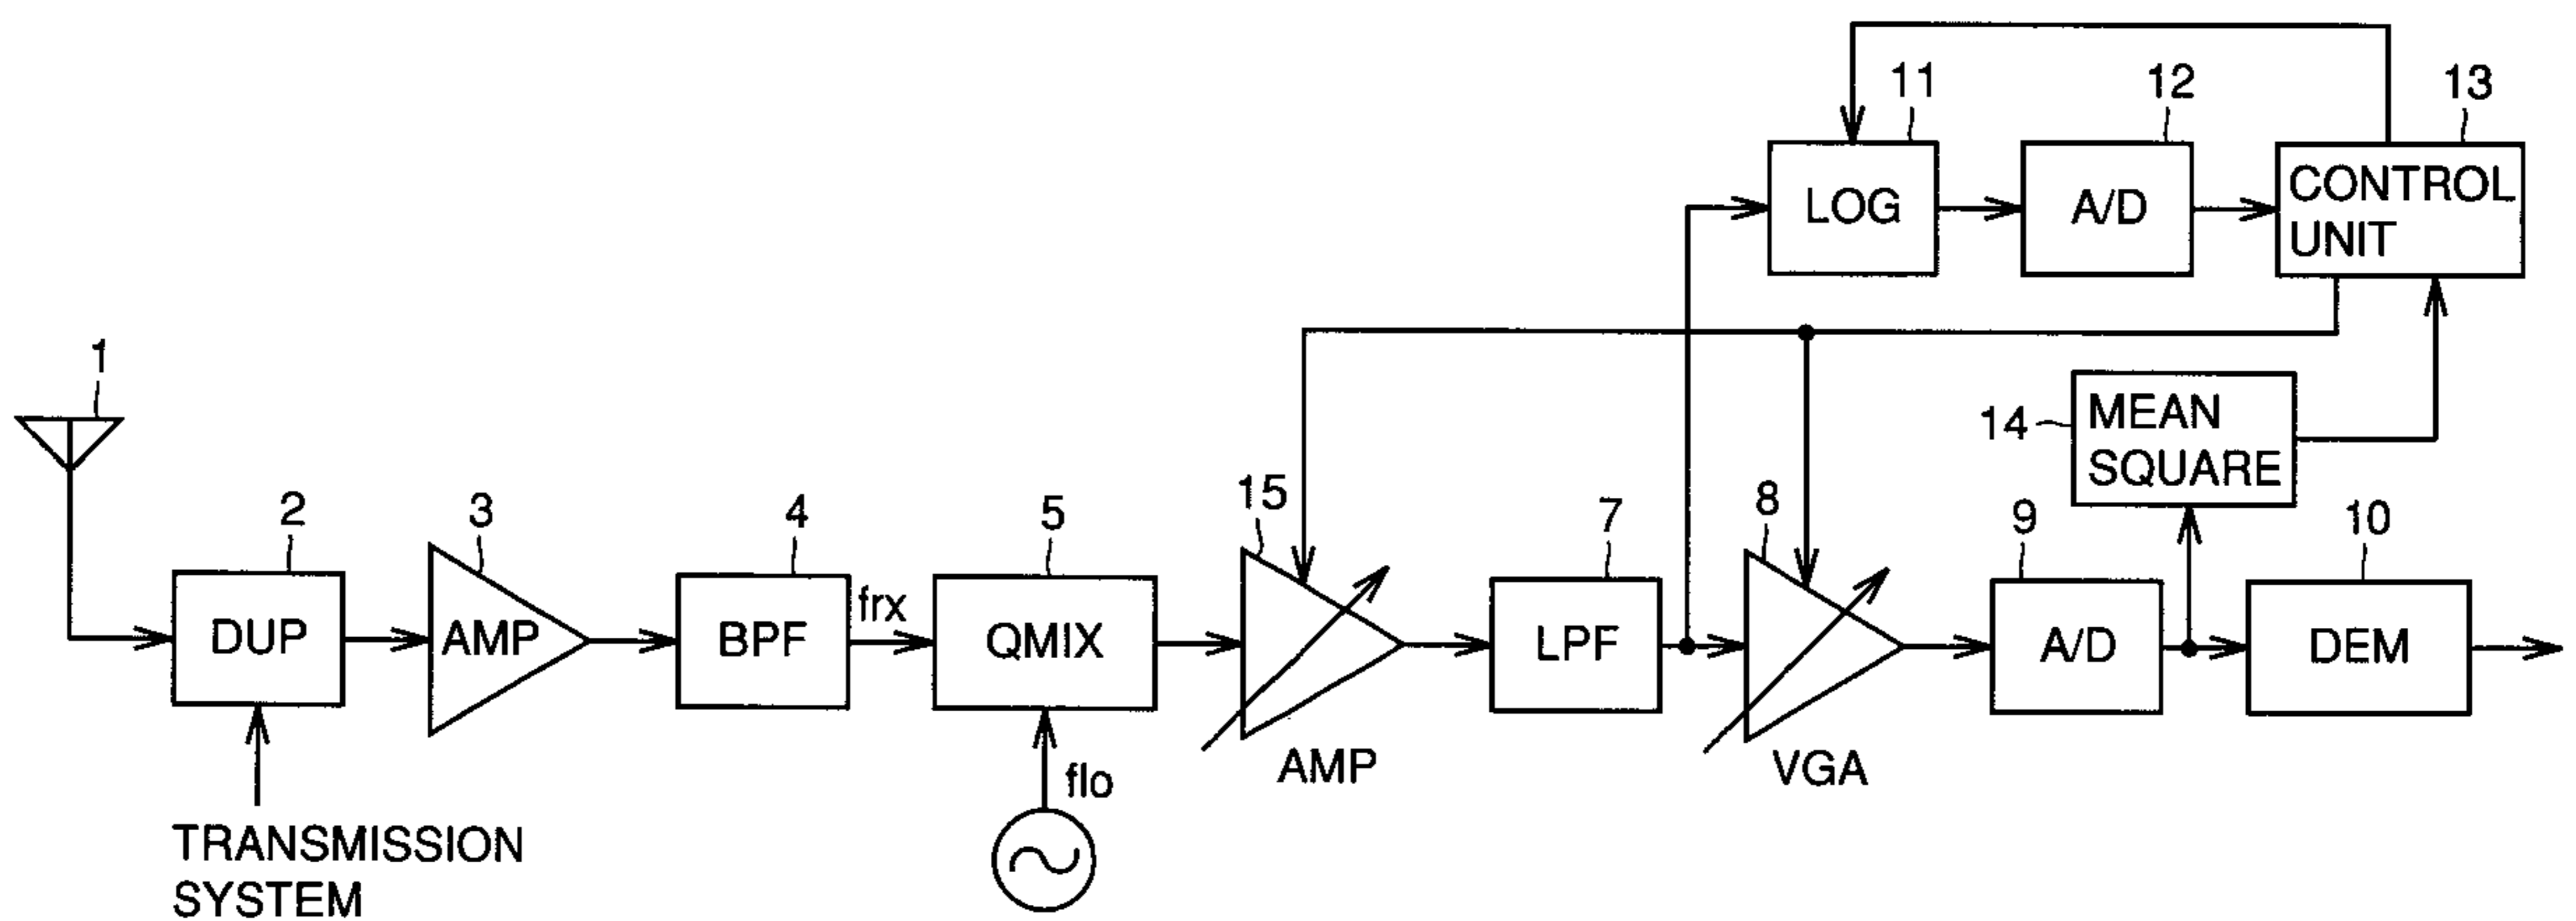 11
12
13
LOG
A/D
CONTROL
UNIT
1
14
MEAN
SQUARE
2
3
4
5
15
7
8
9
10
DUP
AMP
BPF
frx
QMIX
LPF
A/D
DEM
AMP
VGA
flo
TRANSMISSION
SYSTEM